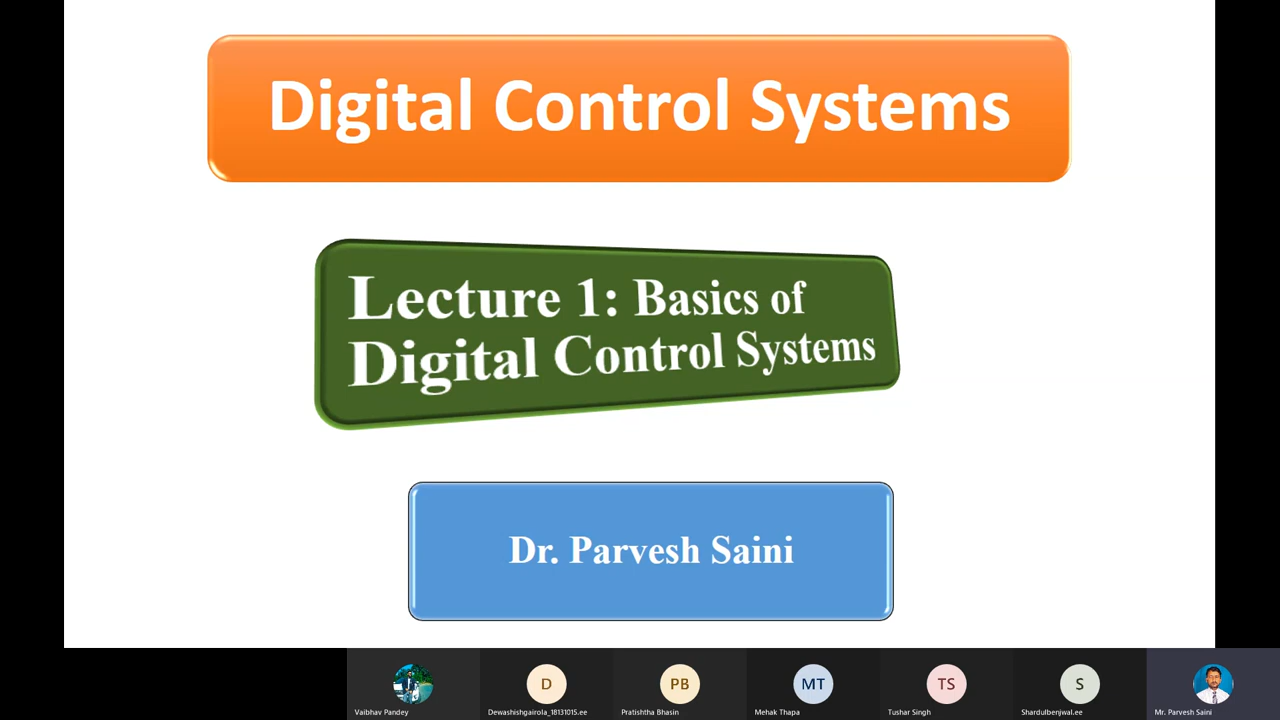 Digital Control Systems
Lecture 1: Basics of
Digital Control Systems
Dr. Parvesh Saini
D
PB
MT
TS
S
Vaibhav Pandey
Dewashishgairola_18131015.ee
Pratishtha Bhasin
Mehak Thapa
Tushar Singh
Shardulbenjwal.ee
Mr. Parvesh Saini